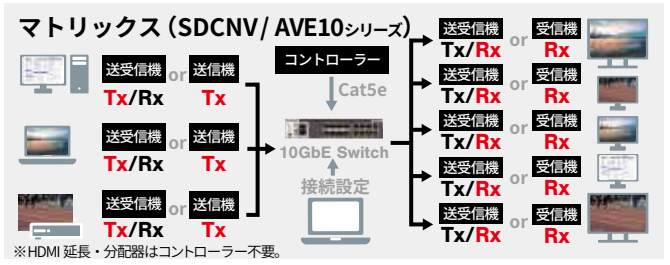 マトリックス（SDCNV/ AVE10シリーズ）
送受信機 or 送信機
Tx/Rx Tx
送受信機 or 送信機
Tx/Rx Tx
送受信機 or 送信機
Tx/Rx Tx
※HDMI 延長・分配器はコントローラー不要。
コントローラー
Cat5e
10GbE Switch
接続設定
送受信機 or 受信機
Tx/Rx Rx
送受信機 or 受信機
Tx/Rx Rx
送受信機 or 受信機
Tx/Rx Rx
送受信機 or 受信機
Tx/Rx Rx
送受信機 or 受信機
Tx/Rx Rx